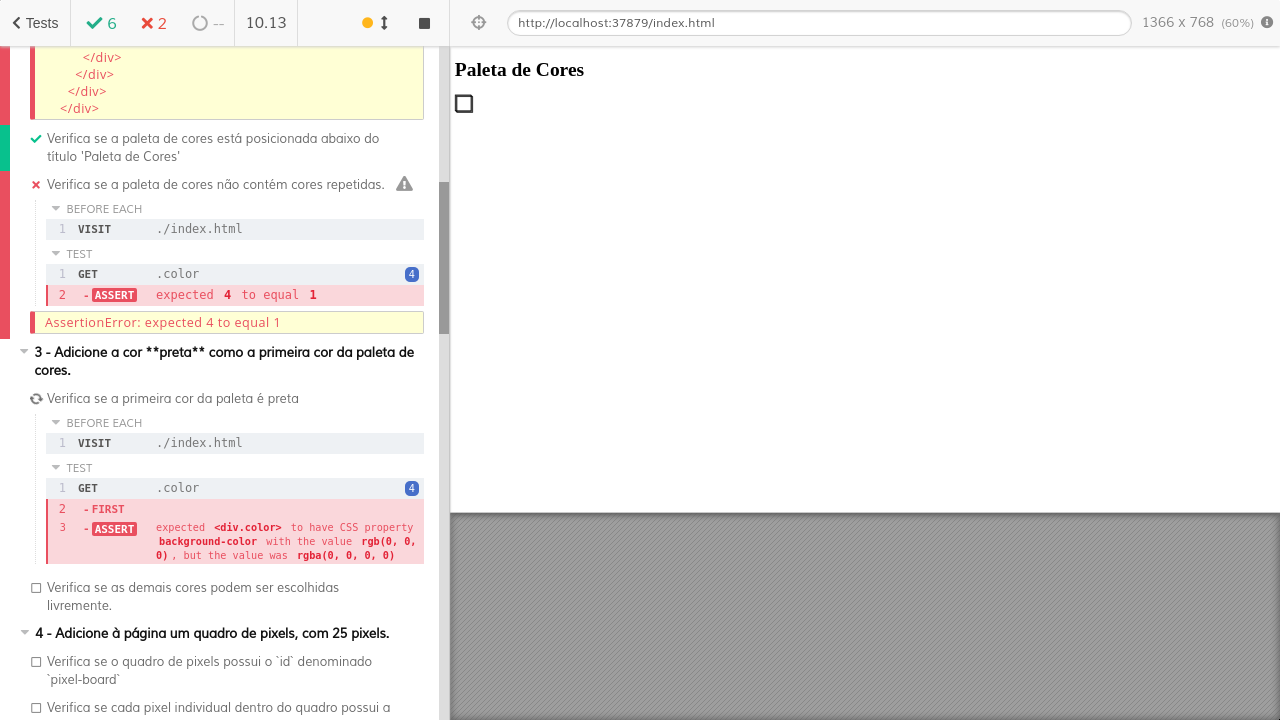 Tests 6 2 -- 10.13
http://localhost:37879/index.html 1366 x 768 (60%)
</div>
</div>
</div>
</div>
Verifica se a paleta de cores está posicionada abaixo do
título 'Paleta de Cores'
Verifica se a paleta de cores não contém cores repetidas.
BEFORE EACH
1 VISIT ./index.html
TEST
1 GET .color 4
2 -ASSERT expected 4 to equal 1
AssertionError: expected 4 to equal 1
3 - Adicione a cor **preta** como a primeira cor da paleta de
cores.
Verifica se a primeira cor da paleta é preta
BEFORE EACH
1 VISIT ./index.html
TEST
1 GET .color 4
2 -FIRST
3 -ASSERT expected <div.color> to have CSS property
background-color with the value rgb(0, 0,
0), but the value was rgba(0, 0, 0, 0)
Verifica se as demais cores podem ser escolhidas
livremente.
4 - Adicione à página um quadro de pixels, com 25 pixels.
Verifica se o quadro de pixels possui o `id` denominado
`pixel-board`
Verifica se cada pixel individual dentro do quadro possui a
Paleta de Cores